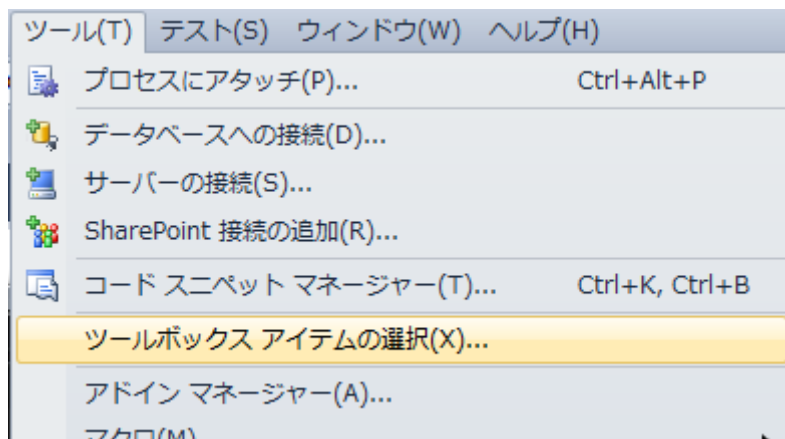 ツール(T) テスト(S) ウィンドウ(W) ヘルプ(H)
プロセスにアタッチ(P)... Ctrl+Alt+P
データベースへの接続(D)...
サーバーの接続(S)...
SharePoint 接続の追加(R)...
コード スニペット マネージャー(T)... Ctrl+K, Ctrl+B
ツールボックス アイテムの選択(X)...
アドイン マネージャー(A)...
マクロ(M)